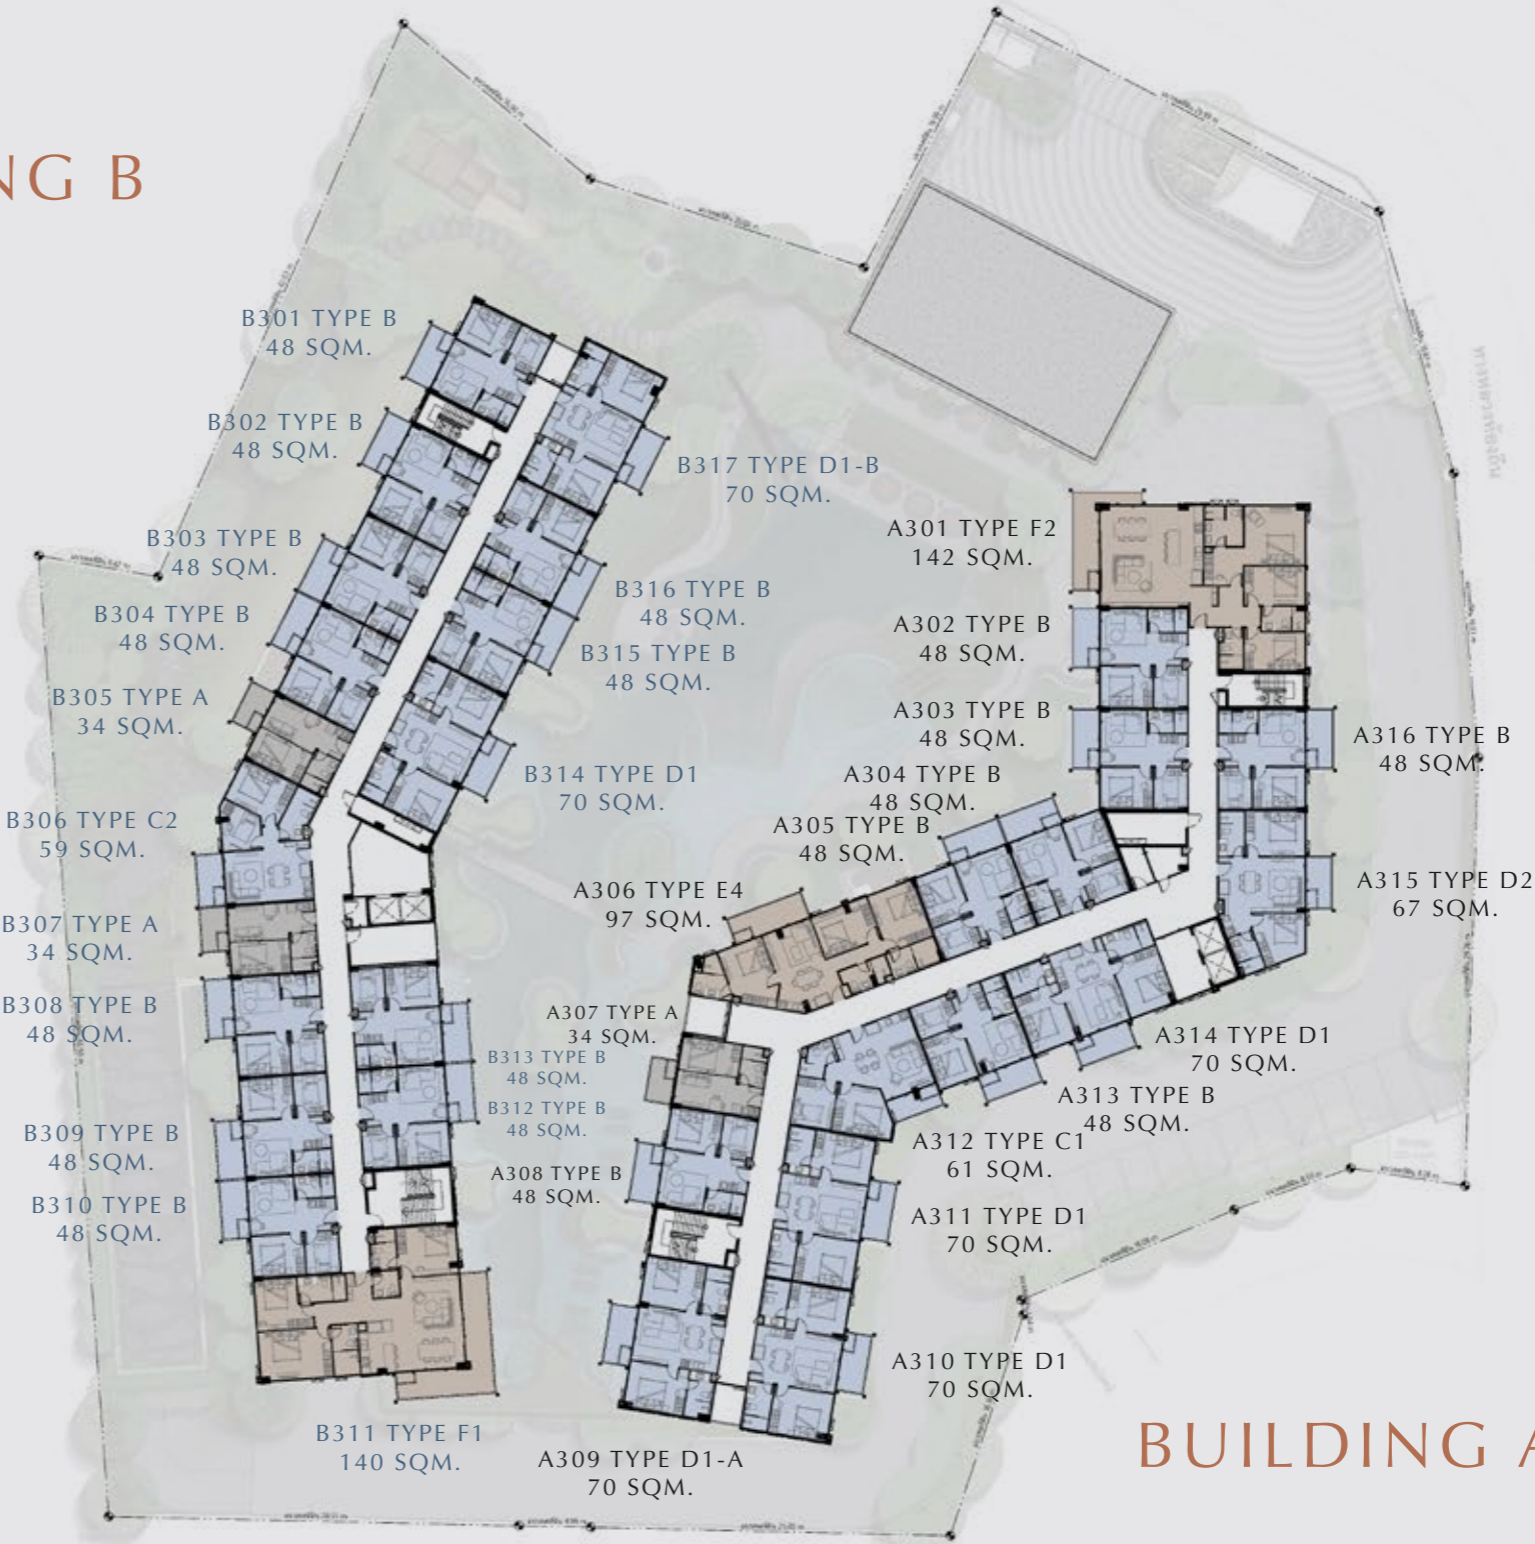 NG B
B301 TYPE B
48 SQM.
B302 TYPE B
48 SQM.
B303 TYPE B
48 SQM.
B304 TYPE B
48 SQM.
B305 TYPE A
34 SQM.
B306 TYPE C2
59 SQM.
B307 TYPE A
34 SQM.
B308 TYPE B
48 SQM.
B309 TYPE B
48 SQM.
B310 TYPE B
48 SQM.
B311 TYPE F1
140 SQM.
B317 TYPE D1-B
70 SQM.
B316 TYPE B
48 SQM.
B315 TYPE B
48 SQM.
B314 TYPE D1
70 SQM.
B313 TYPE B
48 SQM.
B312 TYPE B
48 SQM.
A301 TYPE F2
142 SQM.
A302 TYPE B
48 SQM.
A303 TYPE B
48 SQM.
A304 TYPE B
48 SQM.
A305 TYPE B
48 SQM.
A306 TYPE E4
97 SQM.
A307 TYPE A
34 SQM.
A308 TYPE B
48 SQM.
A309 TYPE D1-A
70 SQM.
A316 TYPE B
48 SQM.
A315 TYPE D2
67 SQM.
A314 TYPE D1
70 SQM.
A313 TYPE B
48 SQM.
A312 TYPE C1
61 SQM.
A311 TYPE D1
70 SQM.
A310 TYPE D1
70 SQM.
BUILDING A